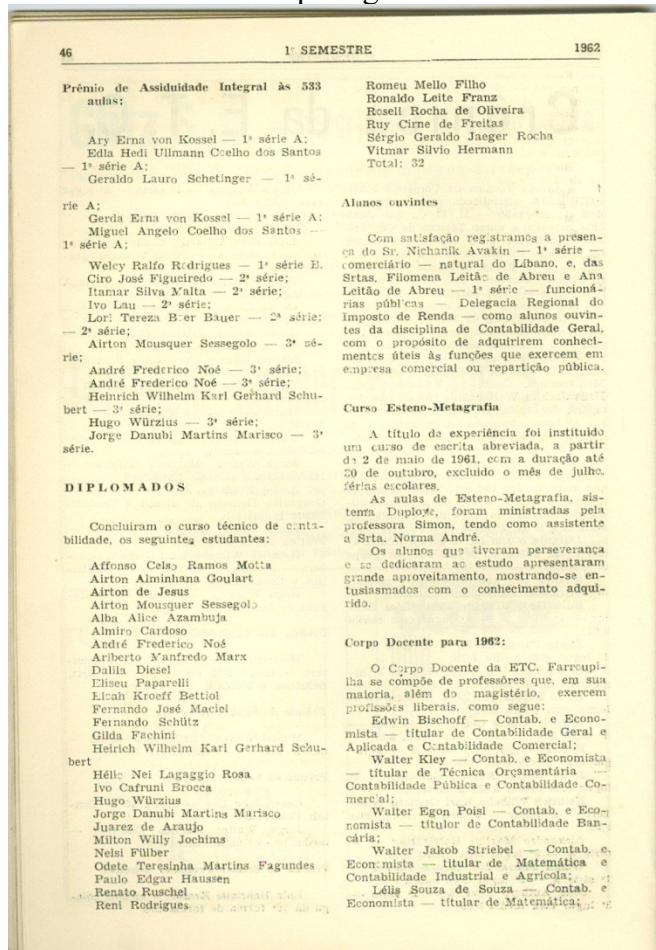 46
1º SEMESTRE
1962
Prêmio de Assiduidade Integral às 533
aulas:
Ary Erna von Kossel — 1ª série A;
Edla Hedi Ullmann Coelho dos Santos
— 1ª série A;
Geraldo Lauro Schetinger — 1ª sé-
rie A;
Gerda Erna von Kossel — 1ª série A;
Miguel Angelo Coelho dos Santos —
1ª série A;
Welcy Ralfo Rodrigues — 1ª série B.
Ciro José Figueiredo — 2ª série;
Itamar Silva Malta — 2ª série;
Ivo Lau — 2ª série;
Lori Tereza Bauer — 2ª série;
— 2ª série;
Airton Mousquer Sessegolo — 3ª sé-
rie;
André Frederico Noé — 3ª série;
André Frederico Noé — 3ª série;
Heinrich Wilhelm Karl Gerhard Schu-
bert — 3ª série;
Hugo Würzius — 3ª série;
Jorge Danubi Martins Marisco — 3ª
série.
DIPLOMADOS
Concluiram o curso técnico de conta-
bilidade, os seguintes estudantes:
Affonso Celso Ramos Motta
Airton Alminhana Goulart
Airton de Jesus
Airton Mousquer Sessegolo
Alba Alice Azambuja
Almiro Cardoso
André Frederico Noé
Ariberto Manfredo Marx
Dalila Diesel
Eliseu Paparelli
Eloah Kroeff Bettiol
Fernando José Maciel
Fernando Schütz
Gilda Fachini
Heirich Wilhelm Karl Gerhard Schu-
bert
Hélio Nei Lagaggio Rosa
Ivo Cafruni Brocca
Hugo Würzius
Jorge Danubi Martins Marisco
Juarez de Araujo
Milton Willy Jochims
Nelsi Fülber
Odete Teresinha Martins Fagundes
Paulo Edgar Haussen
Renato Ruschel
Reni Rodrigues
Romeu Mello Filho
Ronaldo Leite Franz
Roseli Rocha de Oliveira
Ruy Cirne de Freitas
Sérgio Geraldo Jaeger Rocha
Vitmar Silvio Hermann
Total: 32
Alunos ouvintes
Com satisfação registramos a presen-
ça do Sr. Nichanik Avakin — 1ª série —
comerciário — natural do Líbano, e, das
Srtas. Filomena Leitão de Abreu e Ana
Leitão de Abreu — 1ª série — funcioná-
rias públicas — Delegacia Regional do
Imposto de Renda — como alunos ouvin-
tes da disciplina de Contabilidade Geral,
com o propósito de adquirirem conheci-
mentos úteis às funções que exercem em
empresa comercial ou repartição pública.
Curso Esteno-Metagrafia
A título de experiência foi instituido
um curso de escrita abreviada, a partir
de 2 de maio de 1961, com a duração até
30 de outubro, excluido o mês de julho,
férias escolares.
As aulas de Esteno-Metagrafia, sis-
tema Duploye, foram ministradas pela
professora Simon, tendo como assistente
a Srta. Norma André.
Os alunos que tiveram perseverança
e se dedicaram ao estudo apresentaram
grande aproveitamento, mostrando-se en-
tusiasmados com o conhecimento adqui-
rido.
Corpo Docente para 1962:
O Corpo Docente da ETC. Farroupi-
lha se compõe de professôres que, em sua
maioria, além do magistério, exercem
profissões liberais, como segue:
Edwin Bischoff — Contab. e Econo-
mista — títular de Contabilidade Geral e
Aplicada e Contabilidade Comercial;
Walter Kley — Contab. e Economista
— títular de Técnica Orçamentária —
Contabilidade Pública e Contabilidade Co-
mercial;
Walter Egon Poisl — Contab. e Eco-
nomista — títulor de Contabilidade Ban-
cária;
Walter Jakob Striebel — Contab. e
Economista — titular de Matemática e
Contabilidade Industrial e Agrícola;
Lélis Souza de Souza — Contab. e
Economista — títular de Matemática;